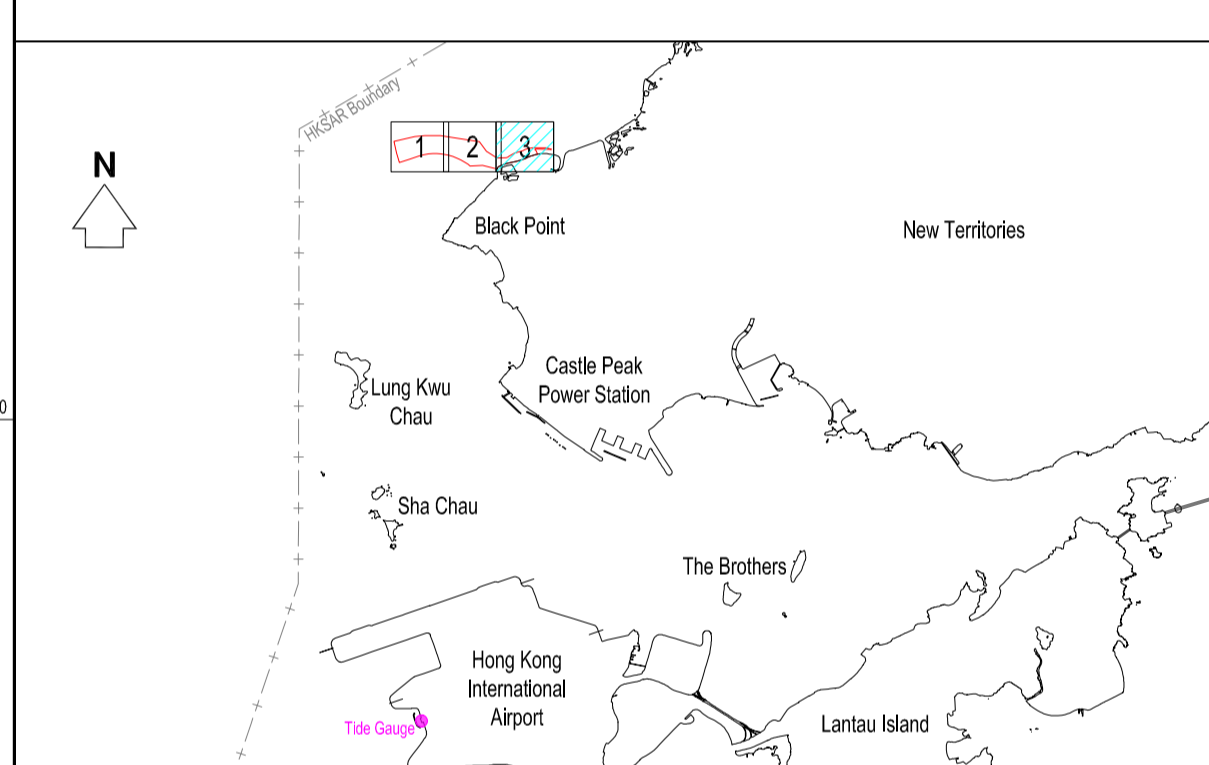 HKSAR Boundary
N
1
2
3
Black Point
New Territories
Castle Peak
Power Station
Lung Kwu
Chau
0
Sha Chau
The Brothers
Hong Kong
International
Airport
Tide Gauge
Lantau Island